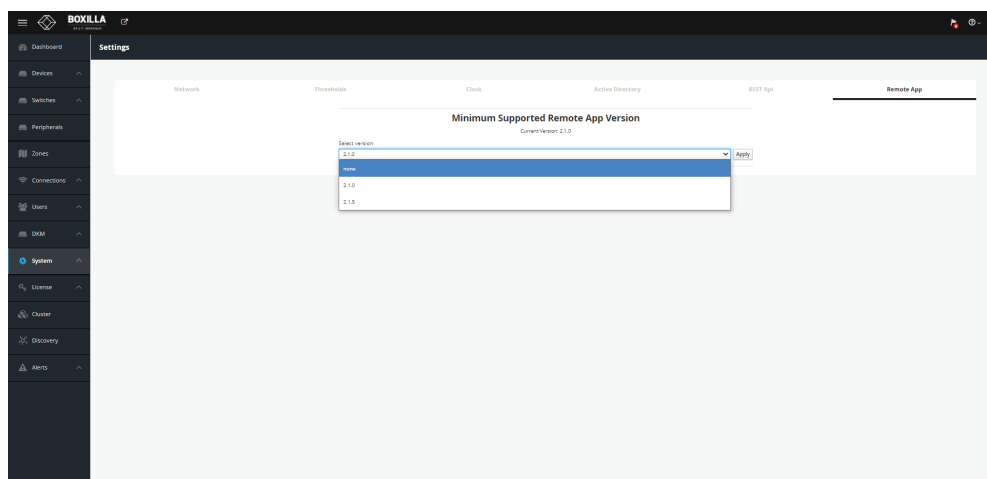 BOXILLA
Dashboard
Settings
Devices
Switches
Peripherals
Zones
Connections
Users
DKM
System
License
Cluster
Discovery
Alerts
Network
Thresholds
Clock
Active Directory
REST Api
Remote App
Minimum Supported Remote App Version
Current Version: 2.1.0
Select version
2.1.0
Apply
none
2.1.0
2.1.5